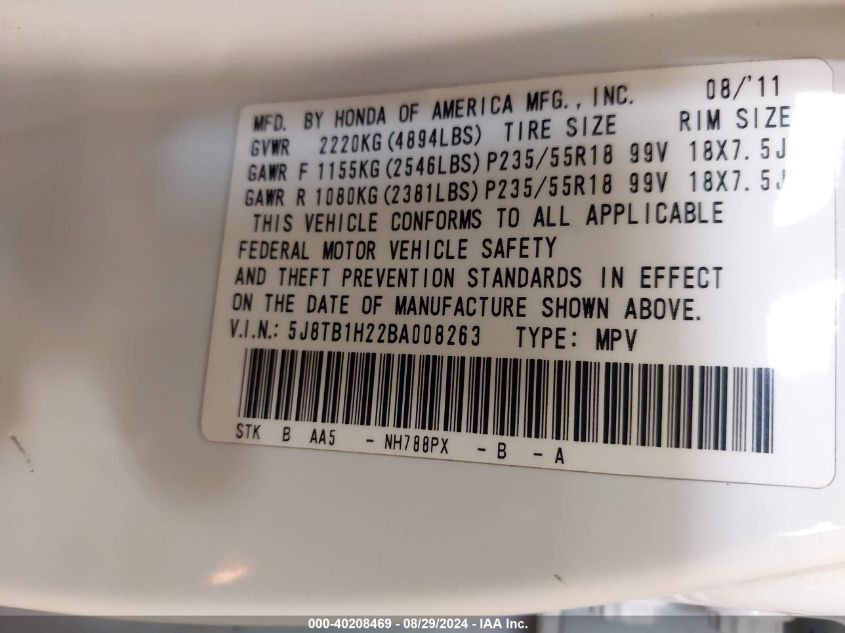 MFD. BY HONDA OF AMERICA MFG., INC. 08/'11
GVWR 2220KG(4894LBS) TIRE SIZE RIM SIZE
GAWR F 1155KG(2546LBS) P235/55R18 99V 18X7.5J
GAWR R 1080KG(2381LBS) P235/55R18 99V 18X7.5J
THIS VEHICLE CONFORMS TO ALL APPLICABLE
FEDERAL MOTOR VEHICLE SAFETY
AND THEFT PREVENTION STANDARDS IN EFFECT
ON THE DATE OF MANUFACTURE SHOWN ABOVE.
V.I.N.: 5J8TB1H22BA008263 TYPE: MPV
STK B AA5 -NH788PX -B -A
000-40208469 - 08/29/2024 - IAA Inc.